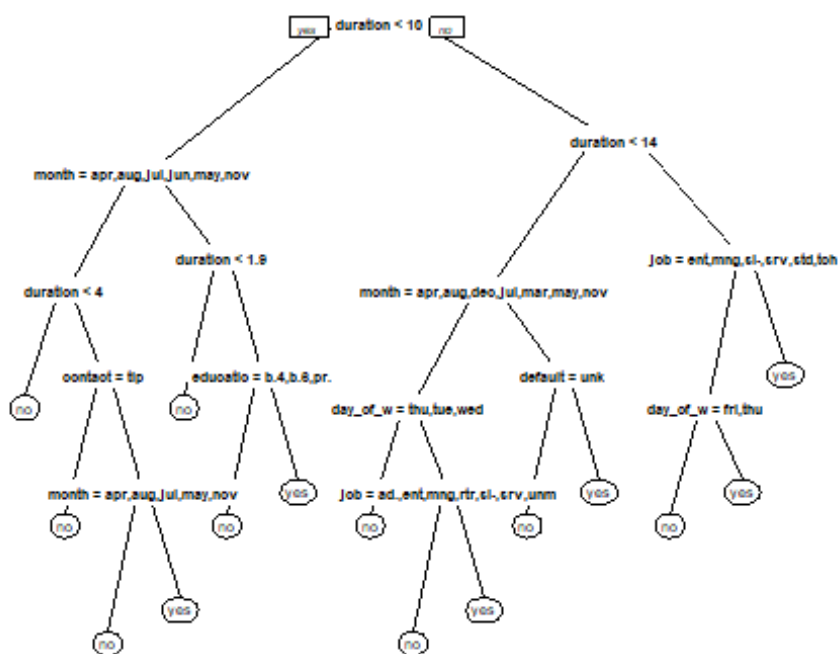 yes duration < 10 no
duration < 14
month = apr,aug,jul,jun,may,nov
duration < 1.9
job = ent,mng,sl-,srv,std,tch
duration < 4
month = apr,aug,dec,jul,mar,may,nov
contact = tlp
educatio = b.4,b.6,pr.
default = unk
yes
no
no
day_of_w = thu,tue,wed
day_of_w = fri,thu
month = apr,aug,jul,may,nov
yes
job = ad.,ent,mng,rtr,sl-,srv,unm
yes
yes
no
no
no
no
no
yes
yes
no
no